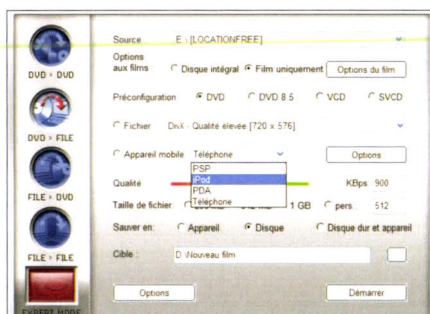 Source E:\ [LOCATIONFREE]
Options
aux films Disque intégral Film uniquement Options du film
DVD > DVD
Préconfiguration DVD DVD 8.5 VCD SVCD
Fichier DivX - Qualité élevée [720 x 576]
DVD > FILE
Appareil mobile Téléphone Options
PSP
iPod
Qualité KBps 900
PDA
FILE > DVD
Téléphone
Taille de fichier 1 GB pers. 512
Sauver en: Appareil Disque Disque dur et appareil
Cible : D:\Nouveau film
FILE > FILE
Options Démarrer
EXPERT MODE